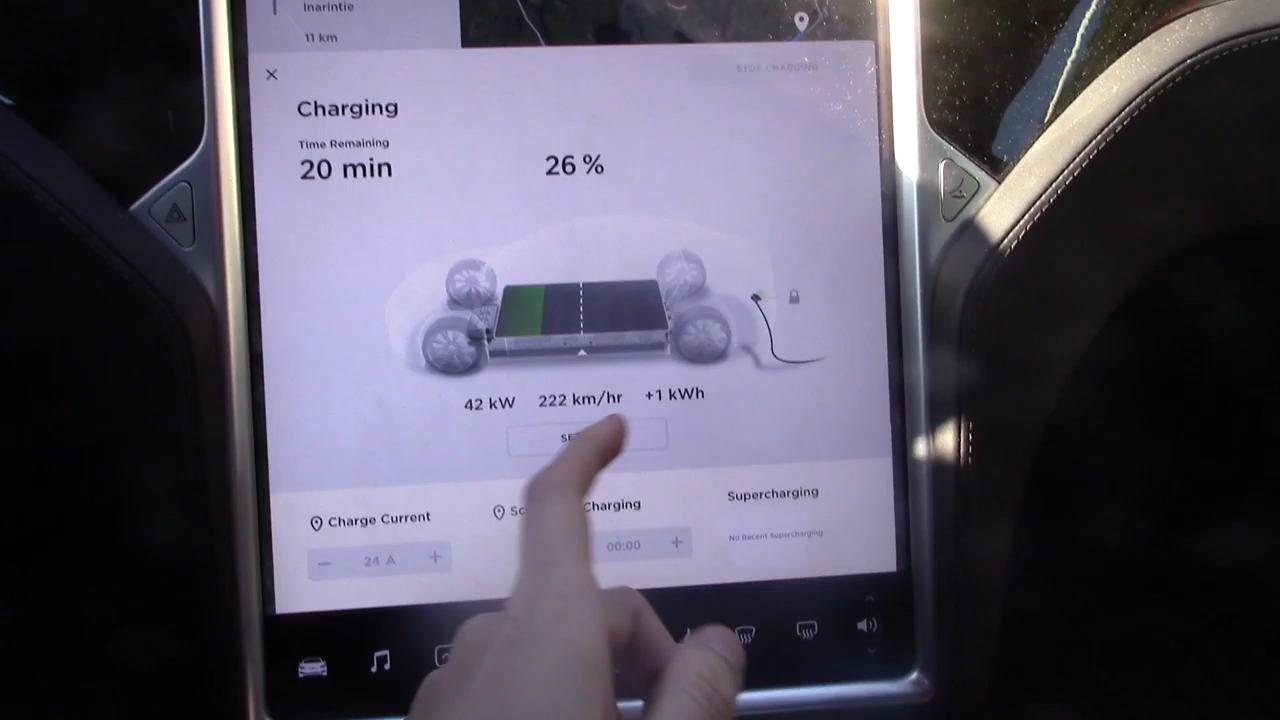 Inarintie
11 km
STOP CHARGING
Charging
Time Remaining
20 min
26 %
42 kW 222 km/hr +1 kWh
Charge Current
Charging
Supercharging
24 A
00:00
No Recent Supercharging